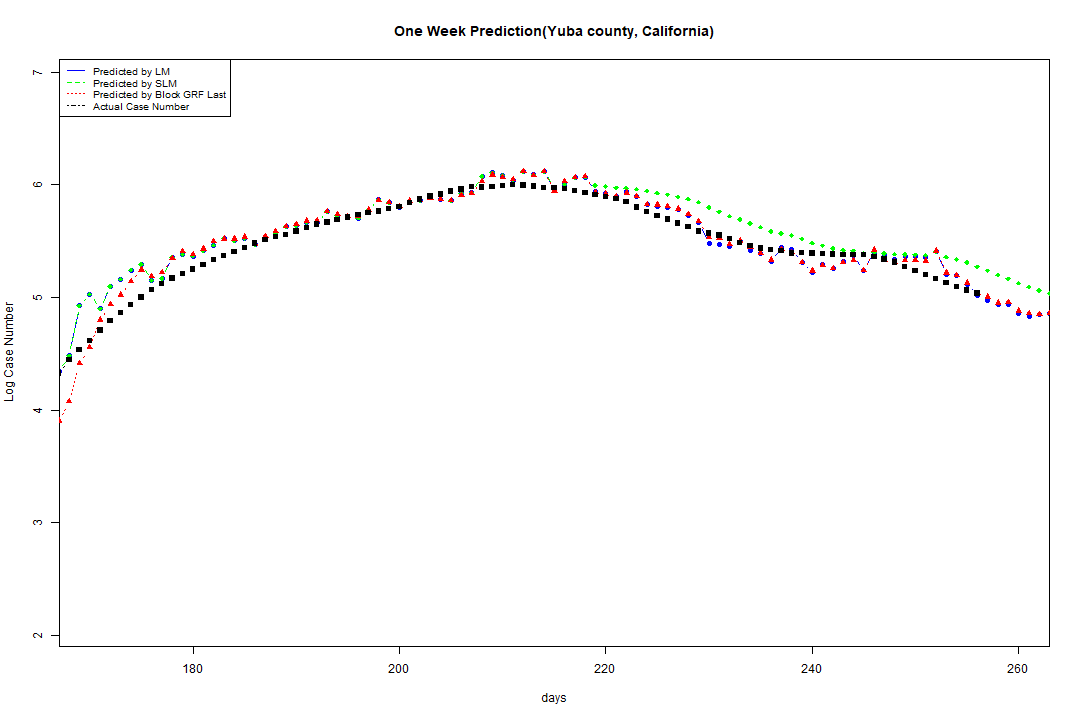 One Week Prediction(Yuba county, California)
Predicted by LM
Predicted by SLM
Predicted by Block GRF Last
Actual Case Number
7
6
5
4
3
2
Log Case Number
180 200 220 240 260
days